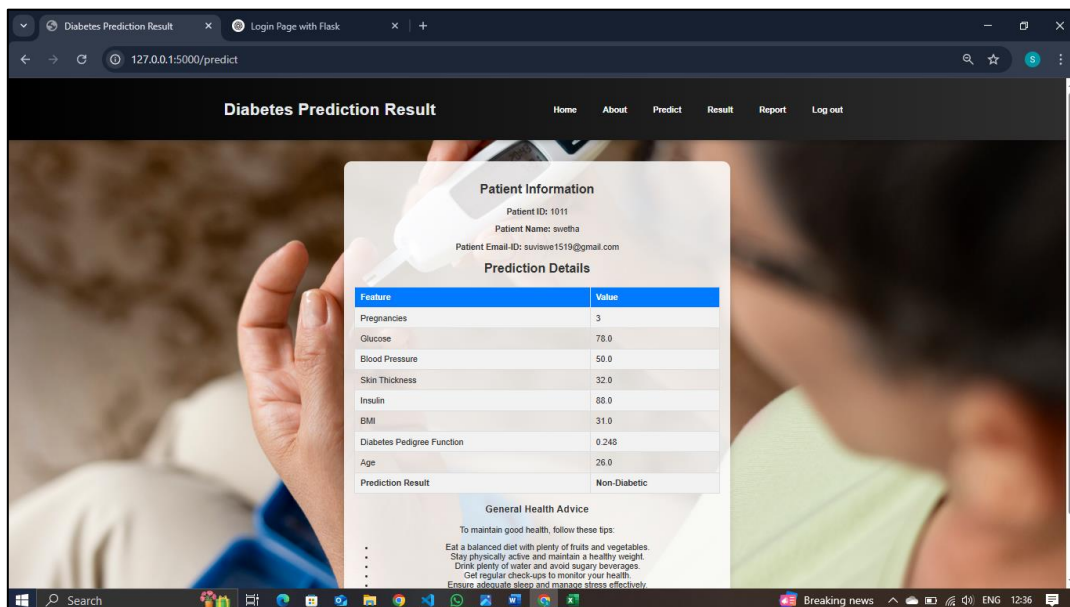 Diabetes Prediction Result
Login Page with Flask
127.0.0.1:5000/predict
S
Diabetes Prediction Result
Home About Predict Result Report Log out
Patient Information
Patient ID: 1011
Patient Name: swetha
Patient Email-ID: suviswe1519@gmail.com
Prediction Details
Feature Value
Pregnancies 3
Glucose 78.0
Blood Pressure 50.0
Skin Thickness 32.0
Insulin 88.0
BMI 31.0
Diabetes Pedigree Function 0.248
Age 26.0
Prediction Result Non-Diabetic
General Health Advice
To maintain good health, follow these tips:
Eat a balanced diet with plenty of fruits and vegetables.
Stay physically active and maintain a healthy weight.
Drink plenty of water and avoid sugary beverages.
Get regular check-ups to monitor your health.
Ensure adequate sleep and manage stress effectively.
Search
Breaking news
ENG 12:36